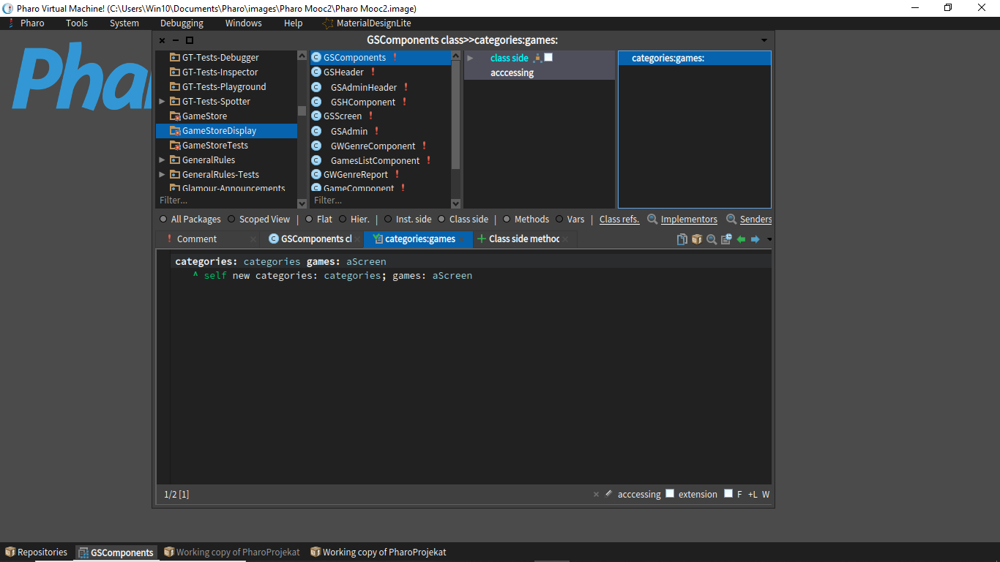 Pharo Virtual Machine! (C:\Users\Win10\Documents\Pharo\images\Pharo Mooc2\Pharo Mooc2.image)
Pharo Tools System Debugging Windows Help MaterialDesignLite
GSComponents class>>categories:games:
GT-Tests-Debugger
GT-Tests-Inspector
GT-Tests-Playground
GT-Tests-Spotter
GameStore
GameStoreDisplay
GameStoreTests
GeneralRules
GeneralRules-Tests
Glamour-Announcements
Filter...
GSComponents
GSHeader
GSAdminHeader
GSHComponent
GSScreen
GSAdmin
GWGenreComponent
GamesListComponent
GWGenreReport
GameComponent
Filter...
class side
acccessing
categories:games:
All Packages Scoped View | Flat Hier. | Inst. side Class side | Methods Vars Class refs. Implementors Senders
Comment GSComponents cl categories:games Class side methoc
categories: categories games: aScreen
^ self new categories: categories; games: aScreen
1/2 [1] acccessing extension F +L W
Repositories GSComponents Working copy of PharoProjekat Working copy of PharoProjekat